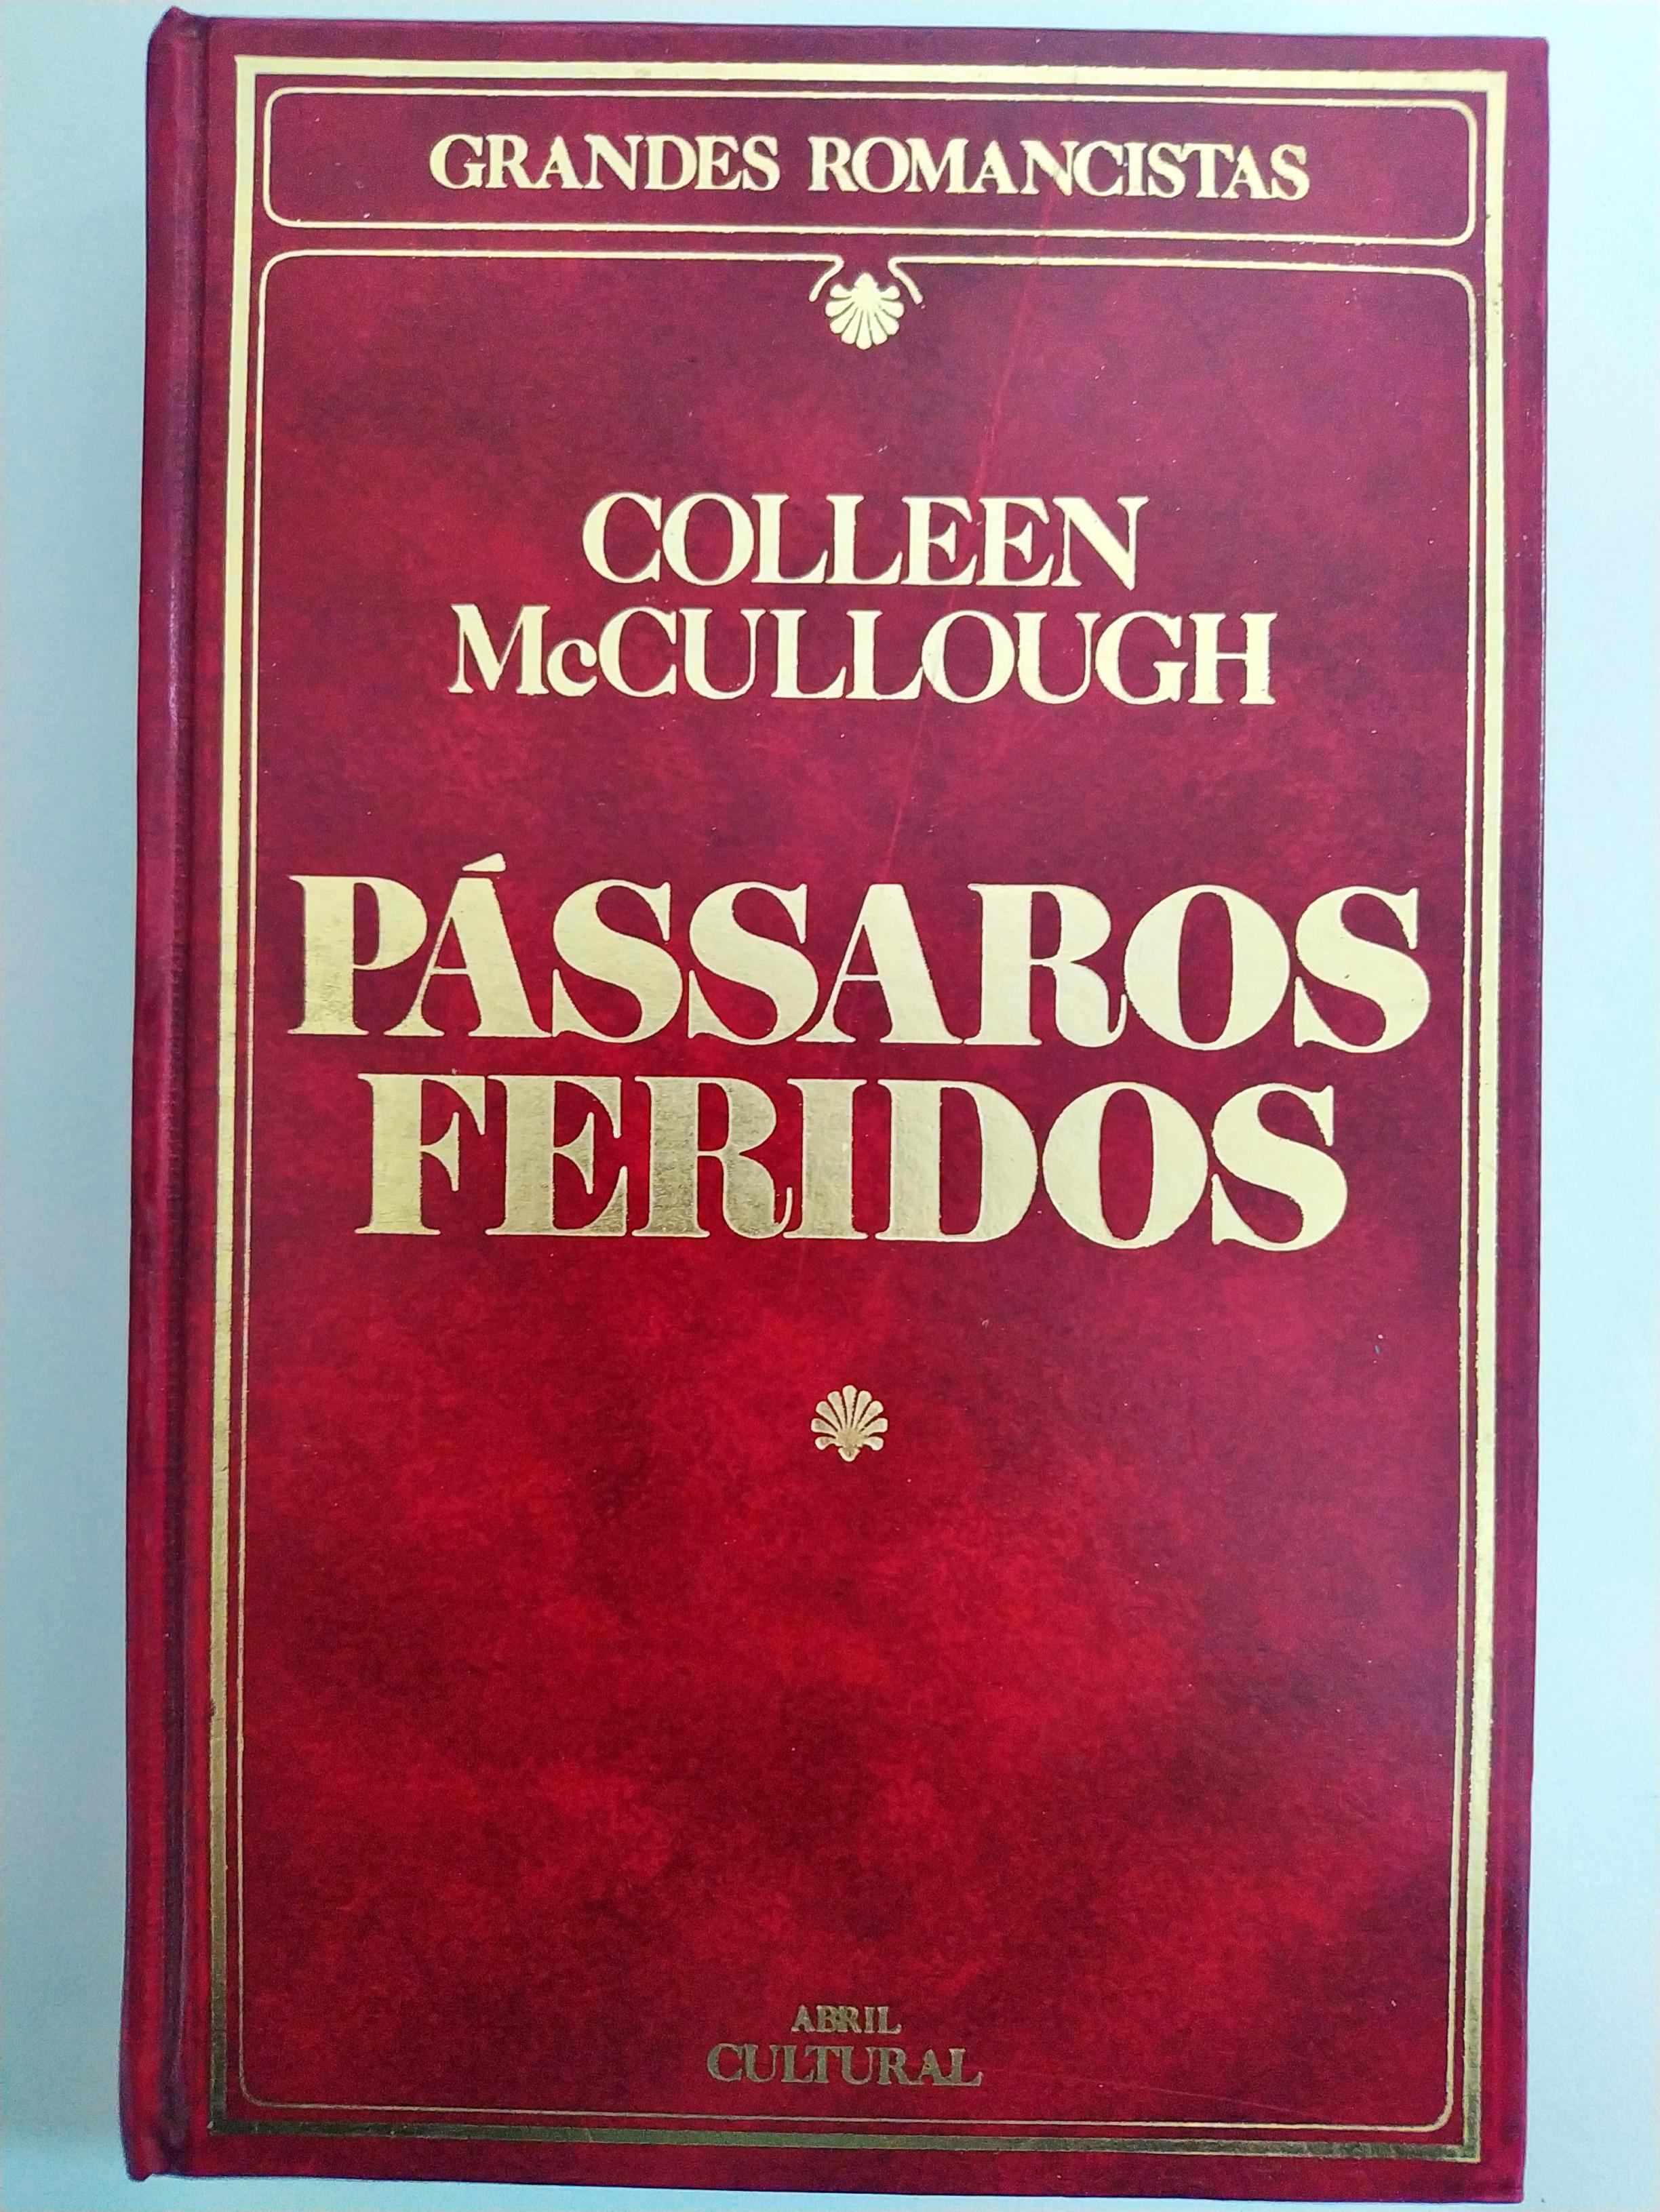 GRANDES ROMANCISTAS
COLLEEN
McCULLOUGH
PÁSSAROS
FERIDOS
ABRIL
CULTURAL